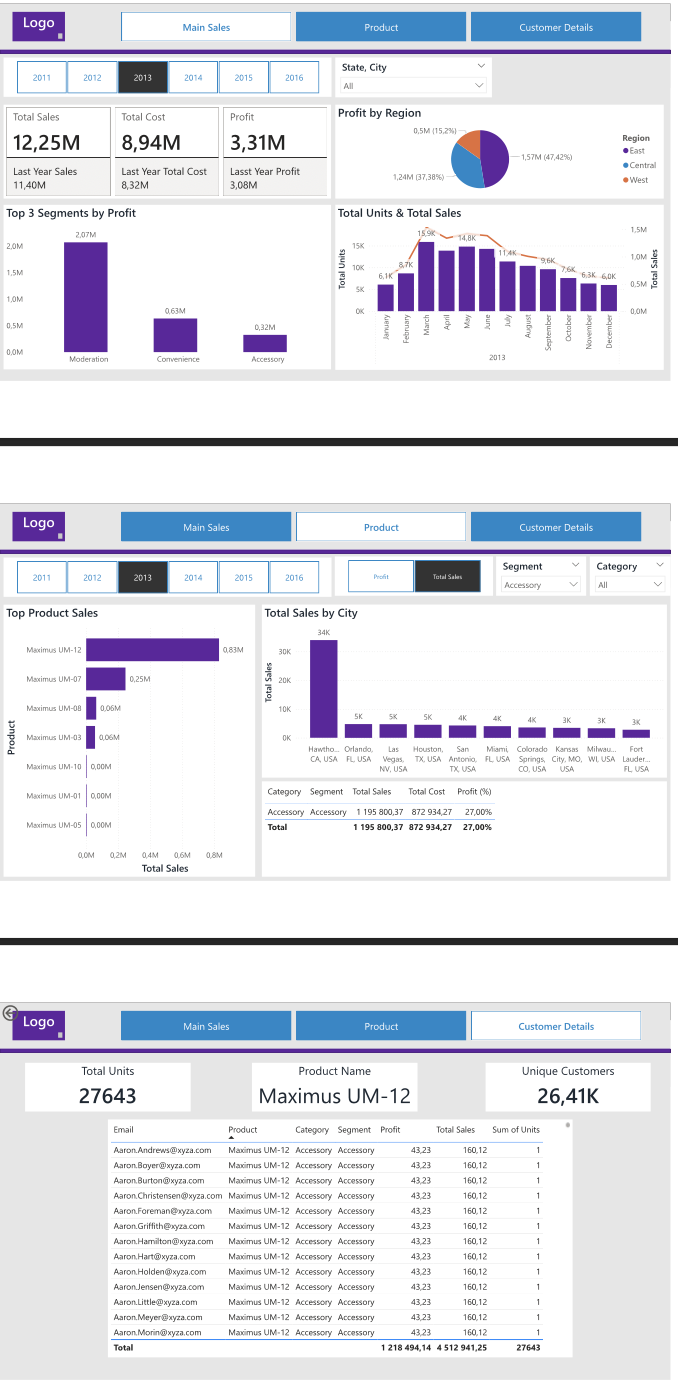 Logo
Main Sales
Product
Customer Details
2011 2012 2013 2014 2015 2016
State, City
All
Total Sales
12,25M
Last Year Sales
11,40M
Total Cost
8,94M
Last Year Total Cost
8,32M
Profit
3,31M
Lasst Year Profit
3,08M
Profit by Region
0,5M (15,2%)
1,57M (47,42%)
1,24M (37,38%)
Region
East
Central
West
Top 3 Segments by Profit
2,0M
1,5M
1,0M
0,5M
0,0M
2,07M
0,63M
0,32M
Moderation Convenience Accessory
Total Units & Total Sales
Total Units
15K
10K
5K
0K
6,1K 8,7K 15,9K 14,8K 11,4K 9,6K 7,6K 6,3K 6,0K
1,5M
1,0M
0,5M
0,0M
Total Sales
January February March April May June July August September October November December
2013
Logo
Main Sales
Product
Customer Details
2011 2012 2013 2014 2015 2016
Profit
Total Sales
Segment
Accessory
Category
All
Top Product Sales
Product
Maximus UM-12 0,83M
Maximus UM-07 0,25M
Maximus UM-08 0,06M
Maximus UM-03 0,06M
Maximus UM-10 0,00M
Maximus UM-01 0,00M
Maximus UM-05 0,00M
0,0M 0,2M 0,4M 0,6M 0,8M
Total Sales
Total Sales by City
Total Sales
30K
20K
10K
0K
34K 5K 5K 5K 4K 4K 4K 3K 3K 3K
Hawtho... CA, USA
Orlando, FL, USA
Las Vegas, NV, USA
Houston, TX, USA
San Antonio, TX, USA
Miami, FL, USA
Colorado Springs, CO, USA
Kansas City, MO, USA
Milwau... WI, USA
Fort Lauder... FL, USA
Category Segment Total Sales Total Cost Profit (%)
Accessory Accessory 1 195 800,37 872 934,27 27,00%
Total 1 195 800,37 872 934,27 27,00%
Logo
Main Sales
Product
Customer Details
Total Units
27643
Product Name
Maximus UM-12
Unique Customers
26,41K
Email Product Category Segment Profit Total Sales Sum of Units
Aaron.Andrews@xyza.com Maximus UM-12 Accessory Accessory 43,23 160,12 1
Aaron.Boyer@xyza.com Maximus UM-12 Accessory Accessory 43,23 160,12 1
Aaron.Burton@xyza.com Maximus UM-12 Accessory Accessory 43,23 160,12 1
Aaron.Christensen@xyza.com Maximus UM-12 Accessory Accessory 43,23 160,12 1
Aaron.Foreman@xyza.com Maximus UM-12 Accessory Accessory 43,23 160,12 1
Aaron.Griffith@xyza.com Maximus UM-12 Accessory Accessory 43,23 160,12 1
Aaron.Hamilton@xyza.com Maximus UM-12 Accessory Accessory 43,23 160,12 1
Aaron.Hart@xyza.com Maximus UM-12 Accessory Accessory 43,23 160,12 1
Aaron.Holden@xyza.com Maximus UM-12 Accessory Accessory 43,23 160,12 1
Aaron.Jensen@xyza.com Maximus UM-12 Accessory Accessory 43,23 160,12 1
Aaron.Little@xyza.com Maximus UM-12 Accessory Accessory 43,23 160,12 1
Aaron.Meyer@xyza.com Maximus UM-12 Accessory Accessory 43,23 160,12 1
Aaron.Morin@xyza.com Maximus UM-12 Accessory Accessory 43,23 160,12 1
Total 1 218 494,14 4 512 941,25 27643